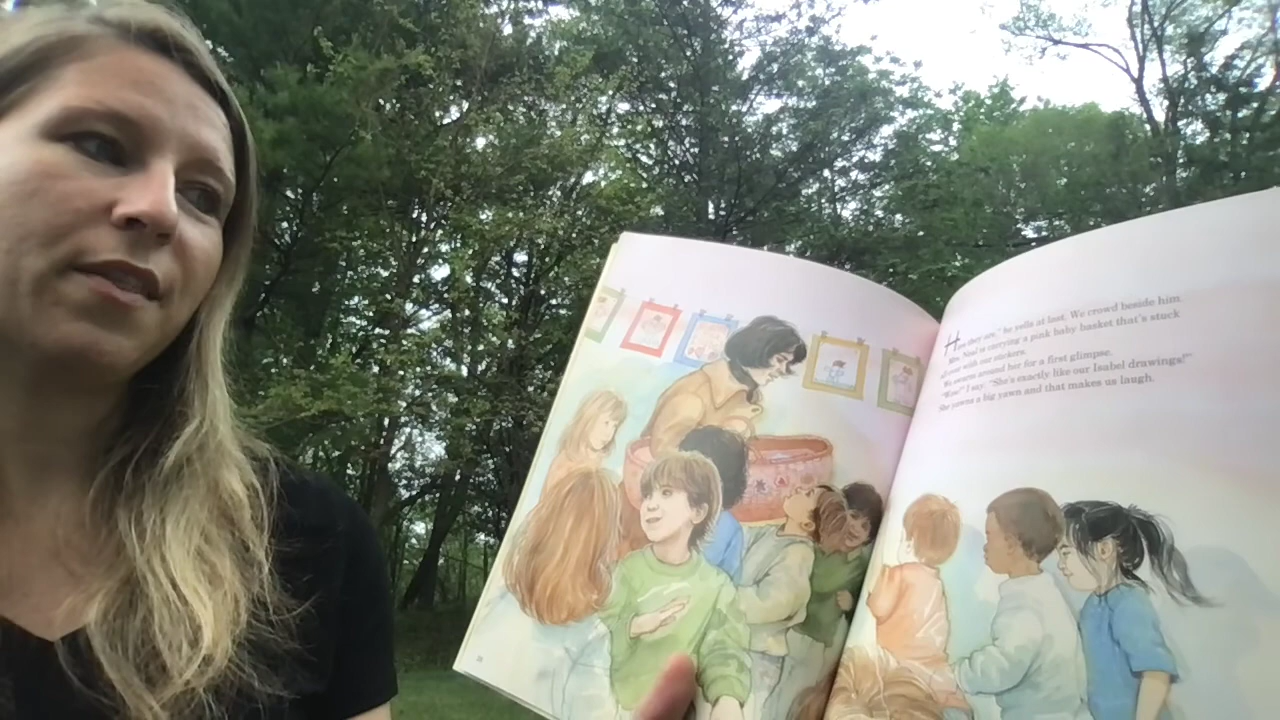 Here they are," he yells at last. We crowd beside him.
Mrs. Neal is carrying a pink baby basket that's stuck
all over with our stickers.
We swarm around her for a first glimpse.
"Wow!" I say. "She's exactly like our Isabel drawings!"
She yawns a big yawn and that makes us laugh.